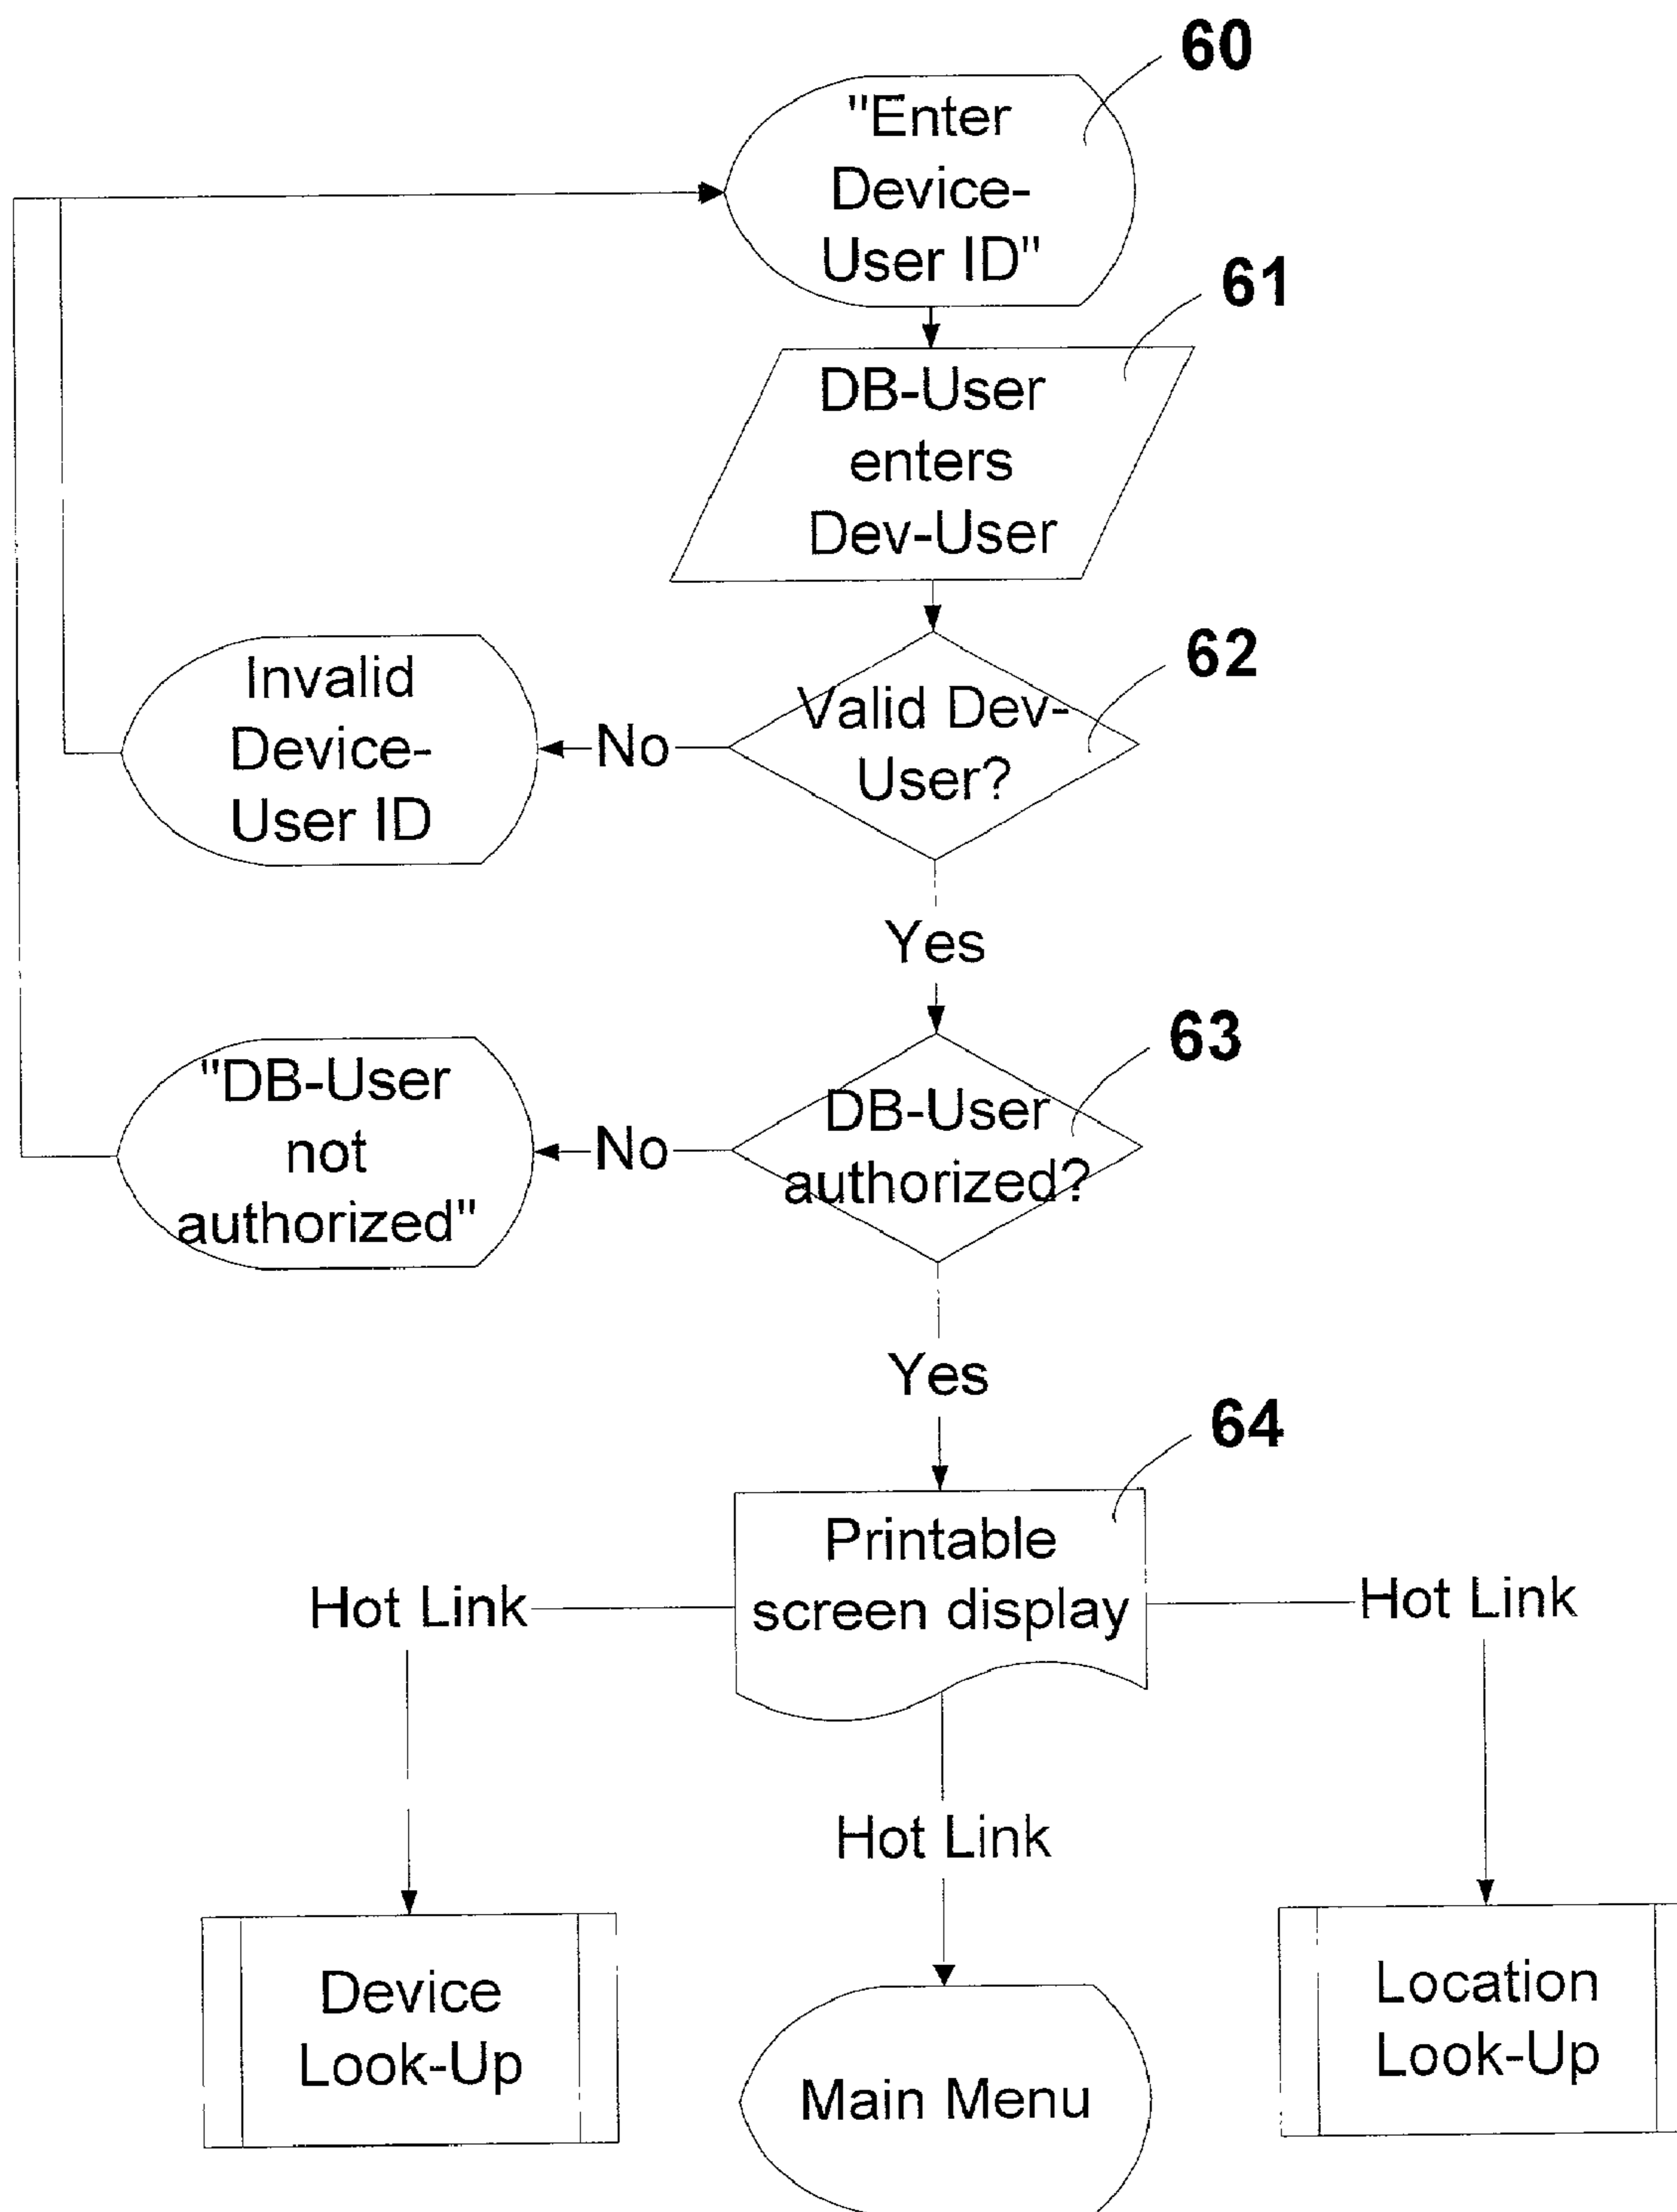 60
"Enter
Device-
User ID"
61
DB-User
enters
Dev-User
62
Valid Dev-
User?
No
Invalid
Device-
User ID
Yes
63
DB-User
authorized?
No
"DB-User
not
authorized"
Yes
64
Printable
screen display
Hot Link
Hot Link
Hot Link
Device
Look-Up
Main Menu
Location
Look-Up